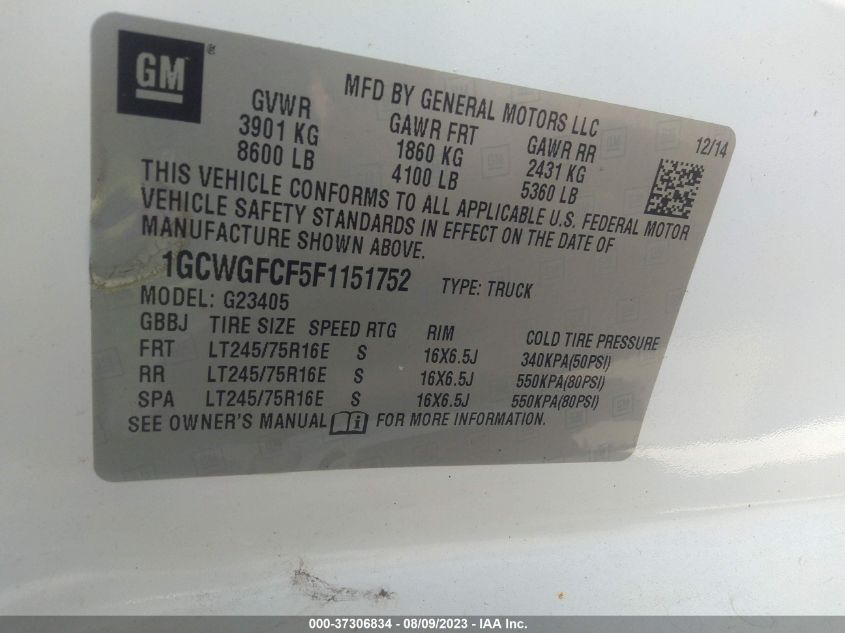 GM
MFD BY GENERAL MOTORS LLC
12/14
GVWR GAWR FRT GAWR RR
3901 KG 1860 KG 2431 KG
8600 LB 4100 LB 5360 LB
THIS VEHICLE CONFORMS TO ALL APPLICABLE U.S. FEDERAL MOTOR
VEHICLE SAFETY STANDARDS IN EFFECT ON THE DATE OF
MANUFACTURE SHOWN ABOVE.
1GCWGFCF5F1151752 TYPE: TRUCK
MODEL: G23405
GBBJ TIRE SIZE SPEED RTG RIM COLD TIRE PRESSURE
FRT LT245/75R16E S 16X6.5J 340KPA(50PSI)
RR LT245/75R16E S 16X6.5J 550KPA(80PSI)
SPA LT245/75R16E S 16X6.5J 550KPA(80PSI)
SEE OWNER'S MANUAL i FOR MORE INFORMATION.
000-37306834 - 08/09/2023 - IAA Inc.